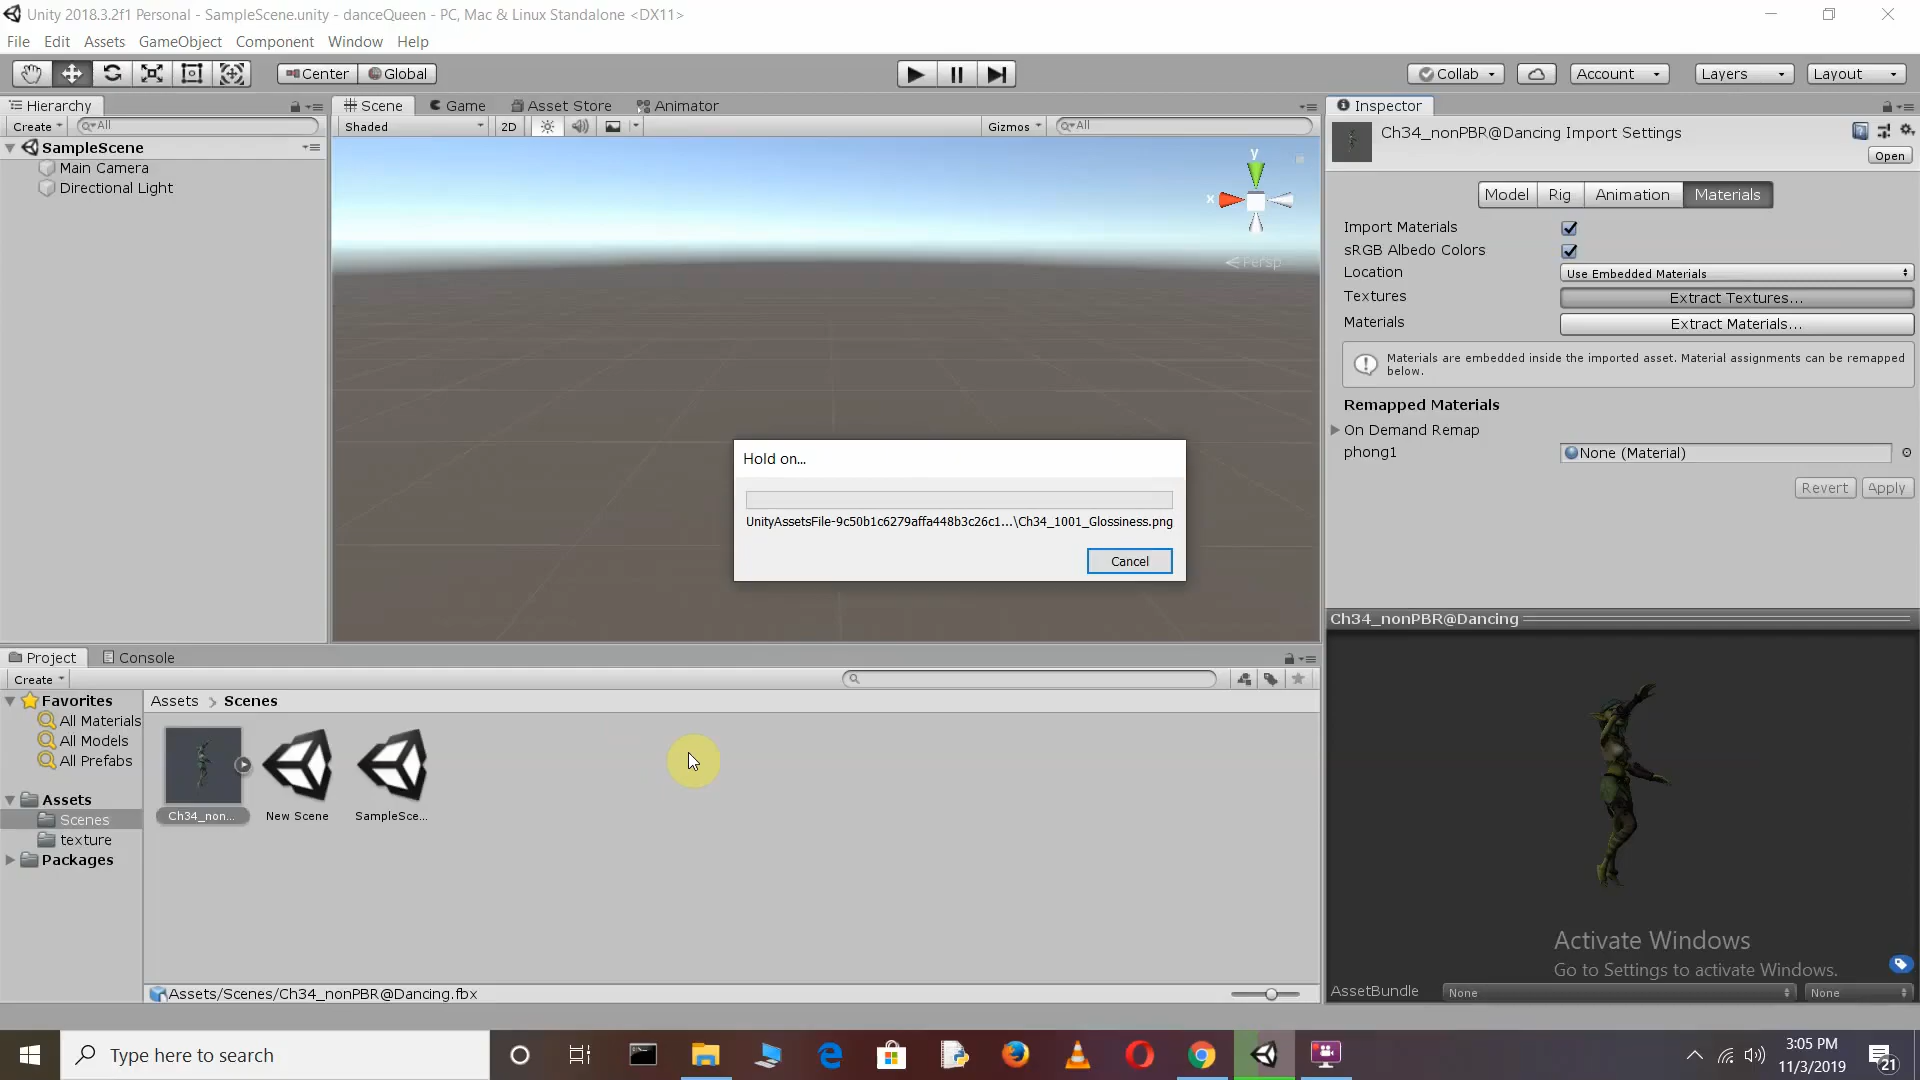 Unity 2018.3.2f1 Personal - SampleScene.unity - danceQueen - PC, Mac & Linux Standalone <DX11>
File Edit Assets GameObject Component Window Help
Center Global Collab Account Layers Layout
Hierarchy
Create All
SampleScene
Main Camera
Directional Light
Scene Game Asset Store Animator
Shaded 2D Gizmos All
y
x
Persp
Inspector
Ch34_nonPBR@Dancing Import Settings
Open
Model Rig Animation Materials
Import Materials
sRGB Albedo Colors
Location Use Embedded Materials
Textures Extract Textures...
Materials Extract Materials...
Materials are embedded inside the imported asset. Material assignments can be remapped
below.
Remapped Materials
On Demand Remap
phong1 None (Material)
Revert Apply
Hold on...
UnityAssetsFile-9c50b1c6279affa448b3c26c1...\Ch34_1001_Glossiness.png
Cancel
Project Console
Create
Favorites
All Materials
All Models
All Prefabs
Assets
Scenes
texture
Packages
Assets > Scenes
Ch34_non... New Scene SampleSce...
Assets/Scenes/Ch34_nonPBR@Dancing.fbx
Ch34_nonPBR@Dancing
Activate Windows
Go to Settings to activate Windows.
AssetBundle None None
Type here to search
3:05 PM
11/3/2019
21